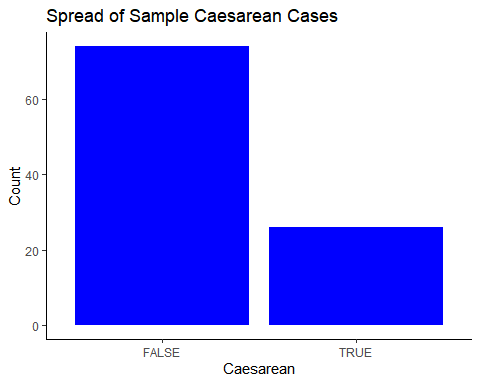 Spread of Sample Caesarean Cases
Count
60
40
20
0
FALSE TRUE
Caesarean